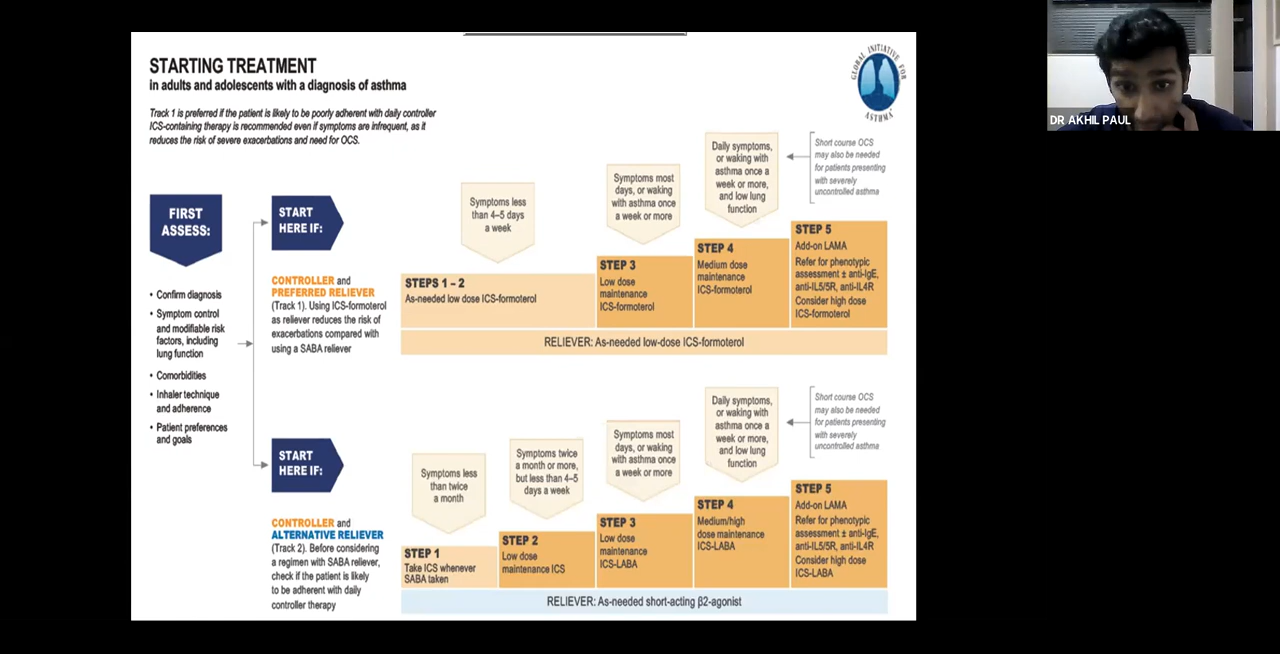 STARTING TREATMENT
in adults and adolescents with a diagnosis of asthma
Track 1 is preferred if the patient is likely to be poorly adherent with daily controller
ICS-containing therapy is recommended even if symptoms are infrequent, as it
reduces the risk of severe exacerbations and need for OCS.
GLOBAL INITIATIVE FOR
ASTHMA
DR AKHIL PAUL
FIRST
ASSESS:
• Confirm diagnosis
• Symptom control
and modifiable risk
factors, including
lung function
• Comorbidities
• Inhaler technique
and adherence
• Patient preferences
and goals
START
HERE IF:
CONTROLLER and
PREFERRED RELIEVER
(Track 1). Using ICS-formoterol
as reliever reduces the risk of
exacerbations compared with
using a SABA reliever
Symptoms less
than 4–5 days
a week
Symptoms most
days, or waking
with asthma once
a week or more
Daily symptoms,
or waking with
asthma once a
week or more,
and low lung
function
Short course OCS
may also be needed
for patients presenting
with severely
uncontrolled asthma
STEPS 1 – 2
As-needed low dose ICS-formoterol
STEP 3
Low dose
maintenance
ICS-formoterol
STEP 4
Medium dose
maintenance
ICS-formoterol
STEP 5
Add-on LAMA
Refer for phenotypic
assessment ± anti-IgE,
anti-IL5/5R, anti-IL4R
Consider high dose
ICS-formoterol
RELIEVER: As-needed low-dose ICS-formoterol
START
HERE IF:
CONTROLLER and
ALTERNATIVE RELIEVER
(Track 2). Before considering
a regimen with SABA reliever,
check if the patient is likely
to be adherent with daily
controller therapy
Symptoms less
than twice
a month
Symptoms twice
a month or more,
but less than 4–5
days a week
Symptoms most
days, or waking
with asthma once
a week or more
Daily symptoms,
or waking with
asthma once a
week or more,
and low lung
function
Short course OCS
may also be needed
for patients presenting
with severely
uncontrolled asthma
STEP 1
Take ICS whenever
SABA taken
STEP 2
Low dose
maintenance ICS
STEP 3
Low dose
maintenance
ICS-LABA
STEP 4
Medium/high
dose maintenance
ICS-LABA
STEP 5
Add-on LAMA
Refer for phenotypic
assessment ± anti-IgE,
anti-IL5/5R, anti-IL4R
Consider high dose
ICS-LABA
RELIEVER: As-needed short-acting β2-agonist